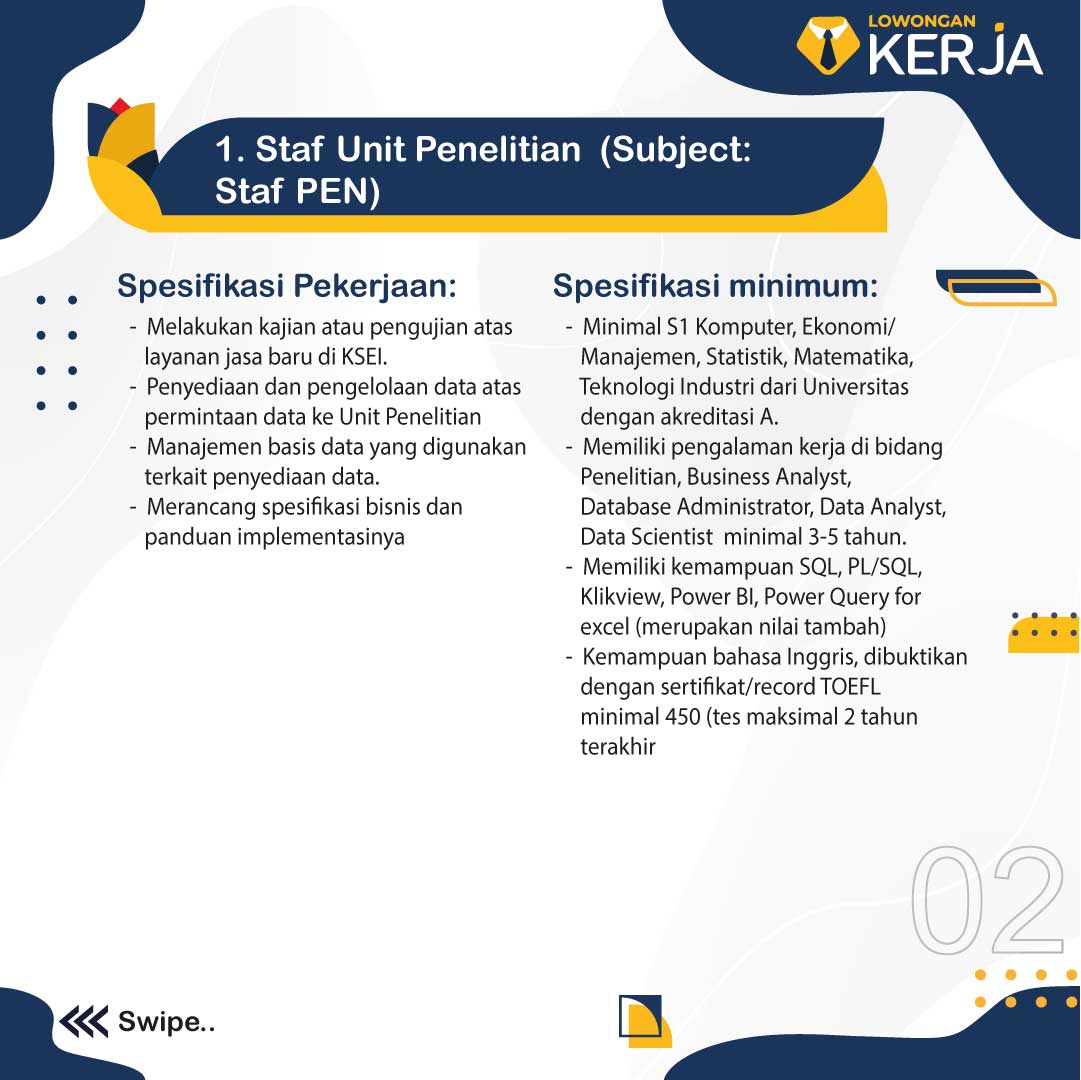 LOWONGAN
KERJA
1. Staf Unit Penelitian (Subject:
Staf PEN)
Spesifikasi Pekerjaan:
- Melakukan kajian atau pengujian atas
layanan jasa baru di KSEI.
- Penyediaan dan pengelolaan data atas
permintaan data ke Unit Penelitian
- Manajemen basis data yang digunakan
terkait penyediaan data.
- Merancang spesifikasi bisnis dan
panduan implementasinya
Spesifikasi minimum:
- Minimal S1 Komputer, Ekonomi/
Manajemen, Statistik, Matematika,
Teknologi Industri dari Universitas
dengan akreditasi A.
- Memiliki pengalaman kerja di bidang
Penelitian, Business Analyst,
Database Administrator, Data Analyst,
Data Scientist minimal 3-5 tahun.
- Memiliki kemampuan SQL, PL/SQL,
Klikview, Power BI, Power Query for
excel (merupakan nilai tambah)
- Kemampuan bahasa Inggris, dibuktikan
dengan sertifikat/record TOEFL
minimal 450 (tes maksimal 2 tahun
terakhir
02
Swipe..